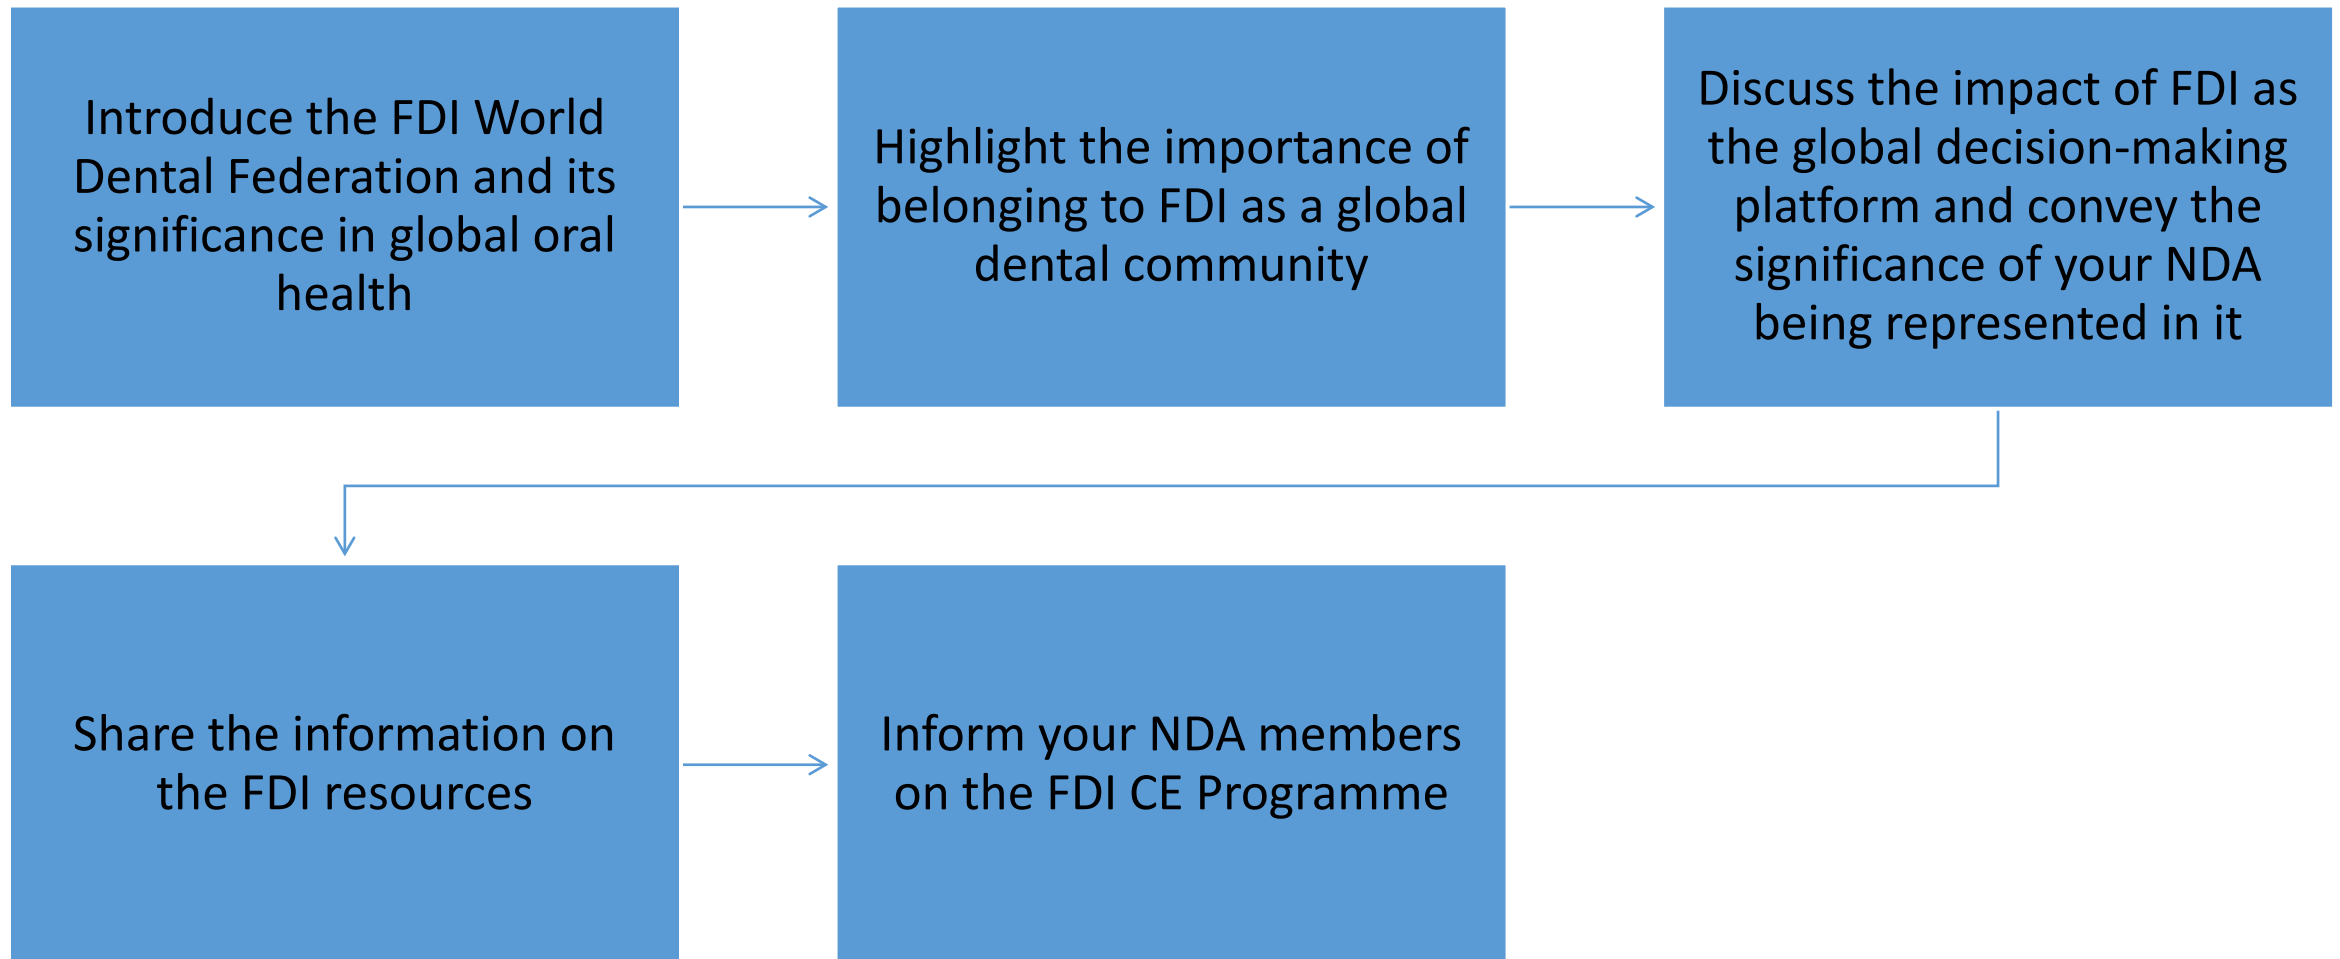 Introduce the FDI World
Dental Federation and its
significance in global oral
health
Highlight the importance of
belonging to FDI as a global
dental community
Discuss the impact of FDI as
the global decision-making
platform and convey the
significance of your NDA
being represented in it
Share the information on
the FDI resources
Inform your NDA members
on the FDI CE Programme